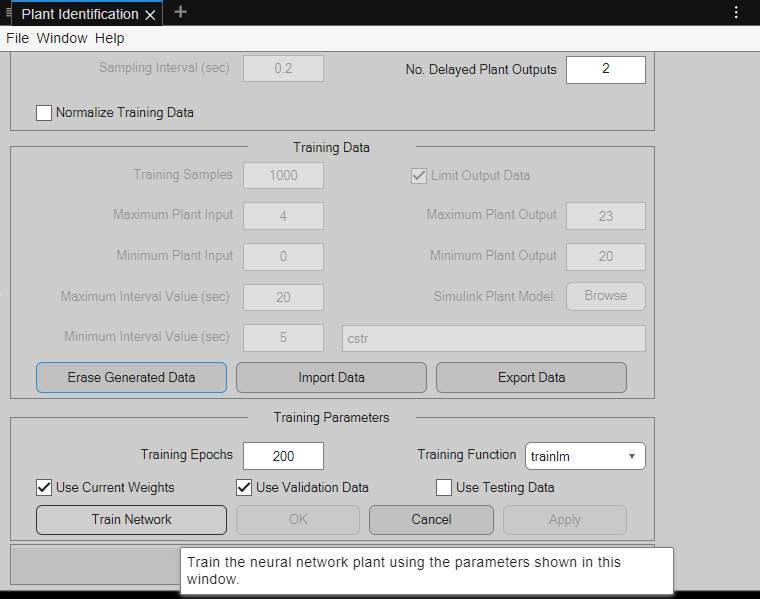 Plant Identification
File Window Help
Sampling Interval (sec) 0.2 No. Delayed Plant Outputs 2
Normalize Training Data
Training Data
Training Samples 1000 Limit Output Data
Maximum Plant Input 4 Maximum Plant Output 23
Minimum Plant Input 0 Minimum Plant Output 20
Maximum Interval Value (sec) 20 Simulink Plant Model: Browse
Minimum Interval Value (sec) 5 cstr
Erase Generated Data Import Data Export Data
Training Parameters
Training Epochs 200 Training Function trainlm
Use Current Weights Use Validation Data Use Testing Data
Train Network OK Cancel Apply
Train the neural network plant using the parameters shown in this
window.